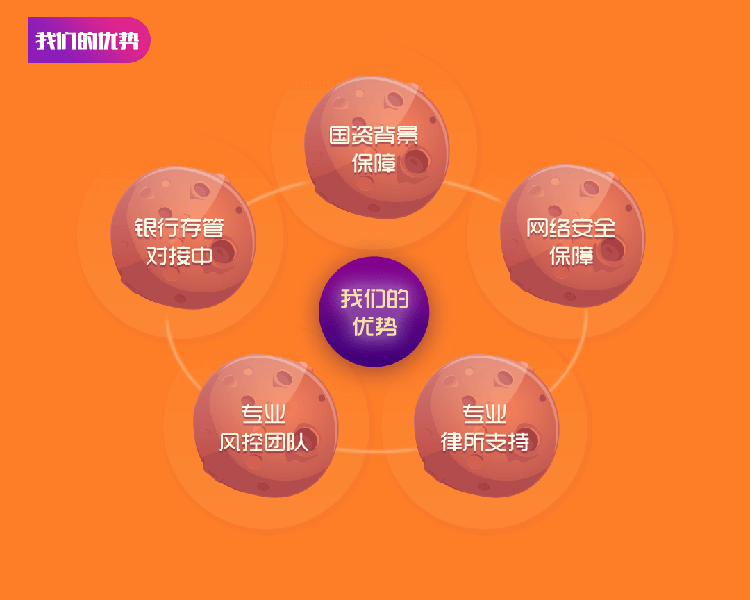 我们的优势
国资背景
保障
银行存管
对接中
网络安全
保障
我们的
优势
专业
风控团队
专业
律所支持